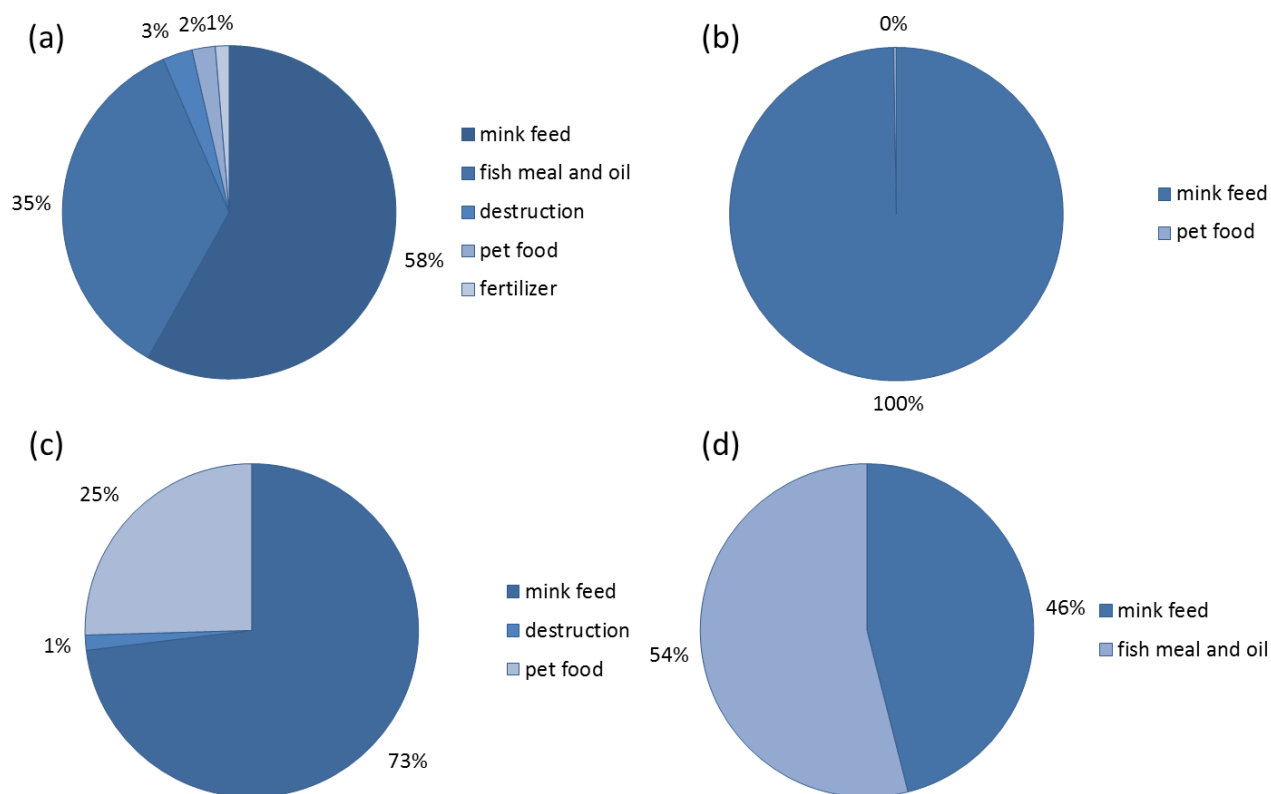 (a)
3%
2%
1%
35%
58%
mink feed
fish meal and oil
destruction
pet food
fertilizer
(b)
0%
100%
mink feed
pet food
(c)
25%
1%
73%
mink feed
destruction
pet food
(d)
54%
46%
mink feed
fish meal and oil